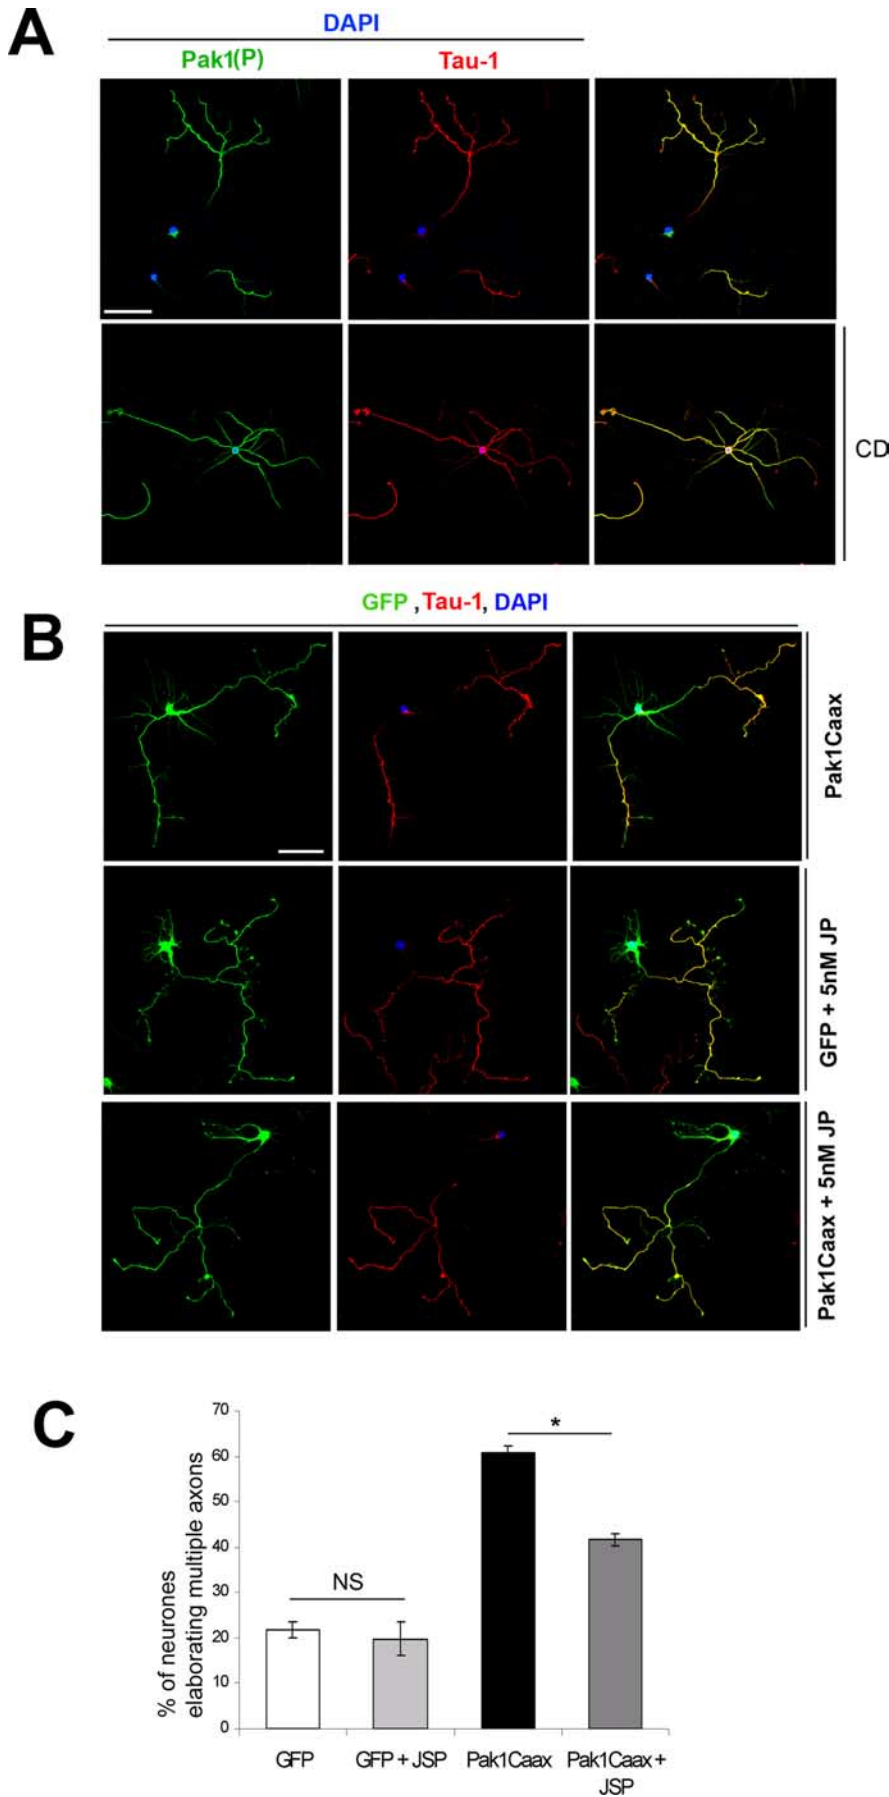 A
DAPI
Pak1(P)
Tau-1
CD
B
GFP ,Tau-1, DAPI
Pak1Caax
GFP + 5nM JP
Pak1Caax + 5nM JP
C
% of neurones
elaborating multiple axons
70
60
50
40
30
20
10
0
NS
*
GFP
GFP + JSP
Pak1Caax
Pak1Caax +
JSP